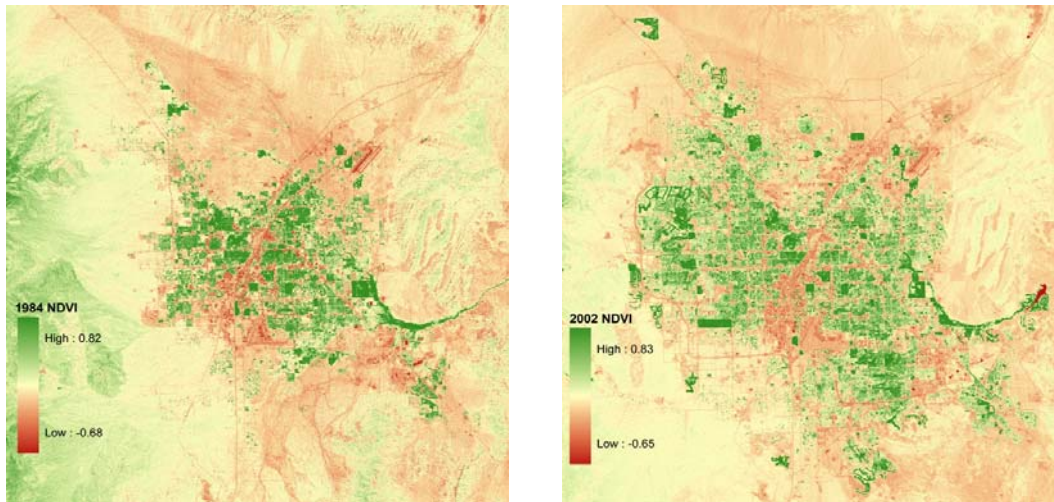 1984 NDVI
High : 0.82
Low : -0.68
2002 NDVI
High : 0.83
Low : -0.65